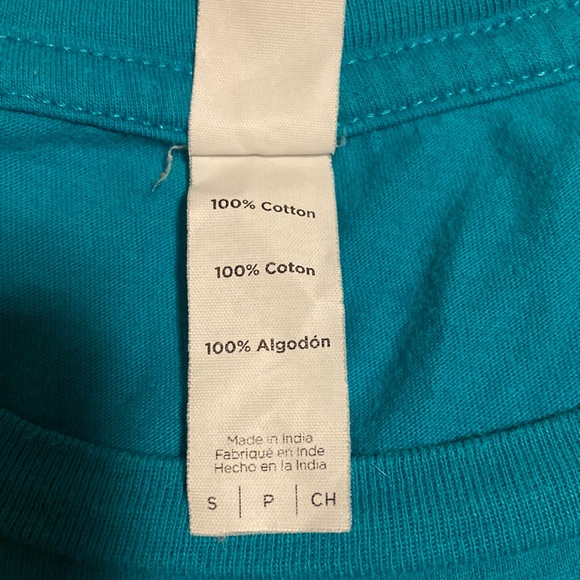 100% Cotton
100% Coton
100% Algodón
Made in India
Fabriqué en Inde
Hecho en la India
S | P | CH